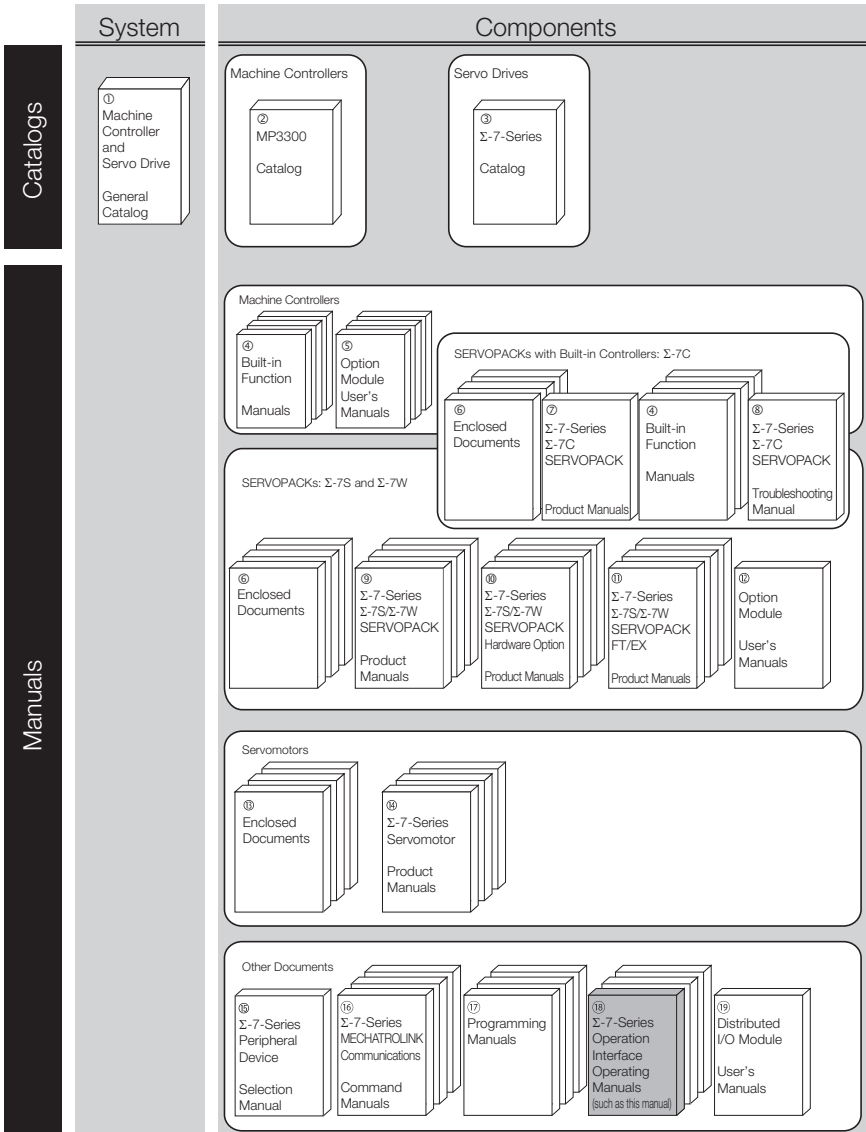 System
Components
Catalogs
①
Machine
Controller
and
Servo Drive
General
Catalog
Machine Controllers
②
MP3300
Catalog
Servo Drives
③
Σ-7-Series
Catalog
Manuals
Machine Controllers
④
Built-in
Function
Manuals
⑤
Option
Module
User's
Manuals
SERVOPACKs with Built-in Controllers: Σ-7C
⑥
Enclosed
Documents
⑦
Σ-7-Series
Σ-7C
SERVOPACK
Product Manuals
④
Built-in
Function
Manuals
⑧
Σ-7-Series
Σ-7C
SERVOPACK
Troubleshooting
Manual
SERVOPACKs: Σ-7S and Σ-7W
⑥
Enclosed
Documents
⑨
Σ-7-Series
Σ-7S/Σ-7W
SERVOPACK
Product
Manuals
⑩
Σ-7-Series
Σ-7S/Σ-7W
SERVOPACK
Hardware Option
Product Manuals
⑪
Σ-7-Series
Σ-7S/Σ-7W
SERVOPACK
FT/EX
Product Manuals
⑫
Option
Module
User's
Manuals
Servomotors
⑬
Enclosed
Documents
⑭
Σ-7-Series
Servomotor
Product
Manuals
Other Documents
⑮
Σ-7-Series
Peripheral
Device
Selection
Manual
⑯
Σ-7-Series
MECHATROLINK
Communications
Command
Manuals
⑰
Programming
Manuals
⑱
Σ-7-Series
Operation
Interface
Operating
Manuals
(such as this manual)
⑲
Distributed
I/O Module
User's
Manuals